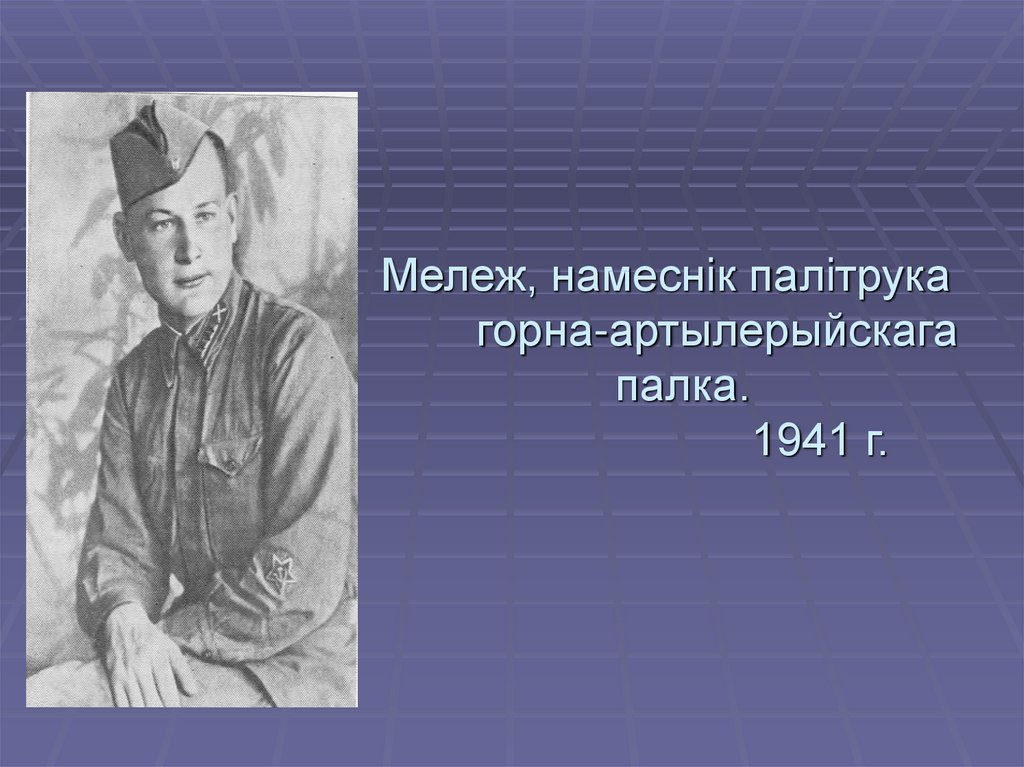 Мележ, намеснік палітрука
горна-артылерыйскага
палка.
1941 г.